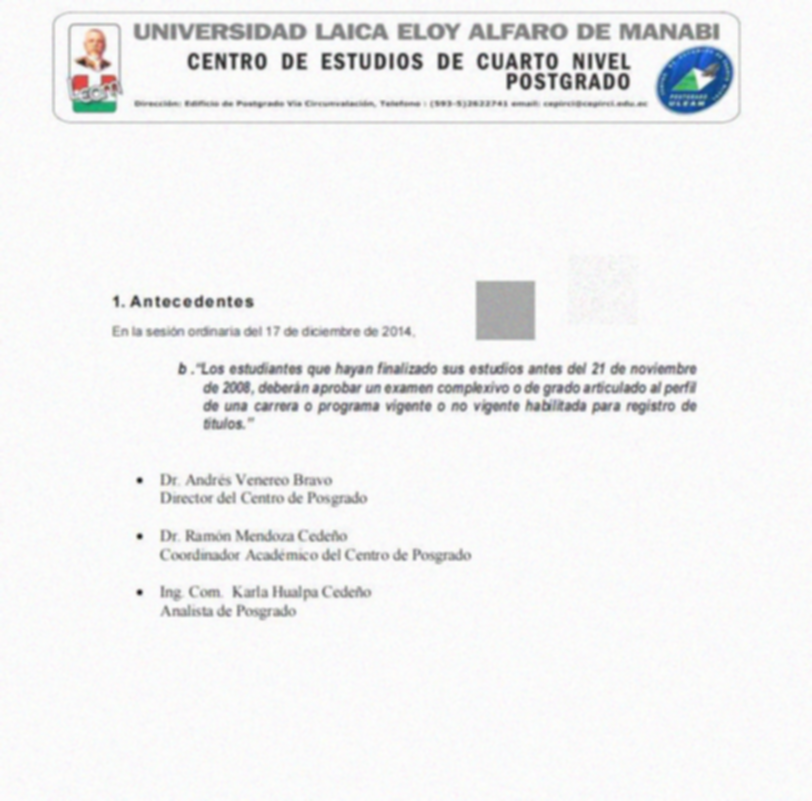 UNIVERSIDAD LAICA ELOY ALFARO DE MANABI
CENTRO DE ESTUDIOS DE CUARTO NIVEL
POSTGRADO
Dirección: Edificio de Postgrado Via Circunvalación, Telefono : (593-5)2622741 email: cepirci@cepirci.edu.ec
POSTGRADO
ULEAM
1. Antecedentes
En la sesión ordinaria del 17 de diciembre de 2014,
b ."Los estudiantes que hayan finalizado sus estudios antes del 21 de noviembre
de 2008, deberán aprobar un examen complexivo o de grado articulado al perfil
de una carrera o programa vigente o no vigente habilitada para registro de
títulos."
• Dr. Andrés Venereo Bravo
Director del Centro de Posgrado
• Dr. Ramón Mendoza Cedeño
Coordinador Académico del Centro de Posgrado
• Ing. Com. Karla Hualpa Cedeño
Analista de Posgrado